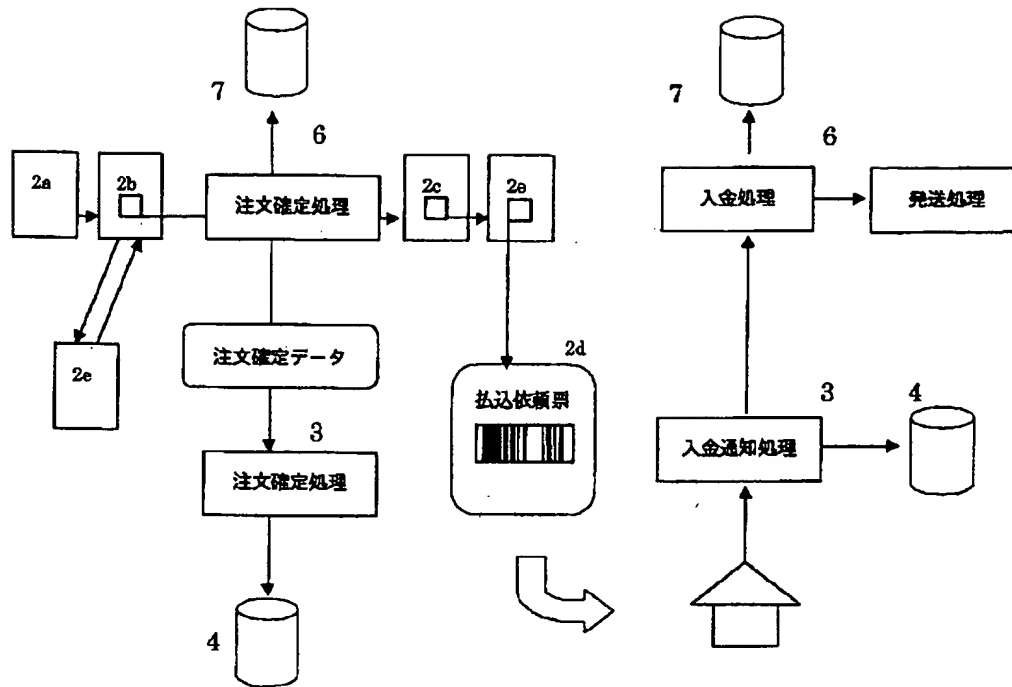 7
6
2a
2b
注文確定処理
2c
2e
2e
注文確定データ
3
注文確定処理
4
2d
払込依頼票
7
6
入金処理
発送処理
3
4
入金通知処理